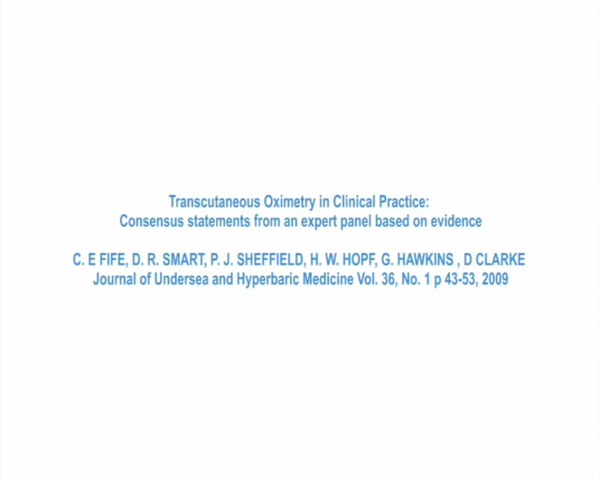 Transcutaneous Oximetry in Clinical Practice:
Consensus statements from an expert panel based on evidence
C. E FIFE, D. R. SMART, P. J. SHEFFIELD, H. W. HOPF, G. HAWKINS , D CLARKE
Journal of Undersea and Hyperbaric Medicine Vol. 36, No. 1 p 43-53, 2009